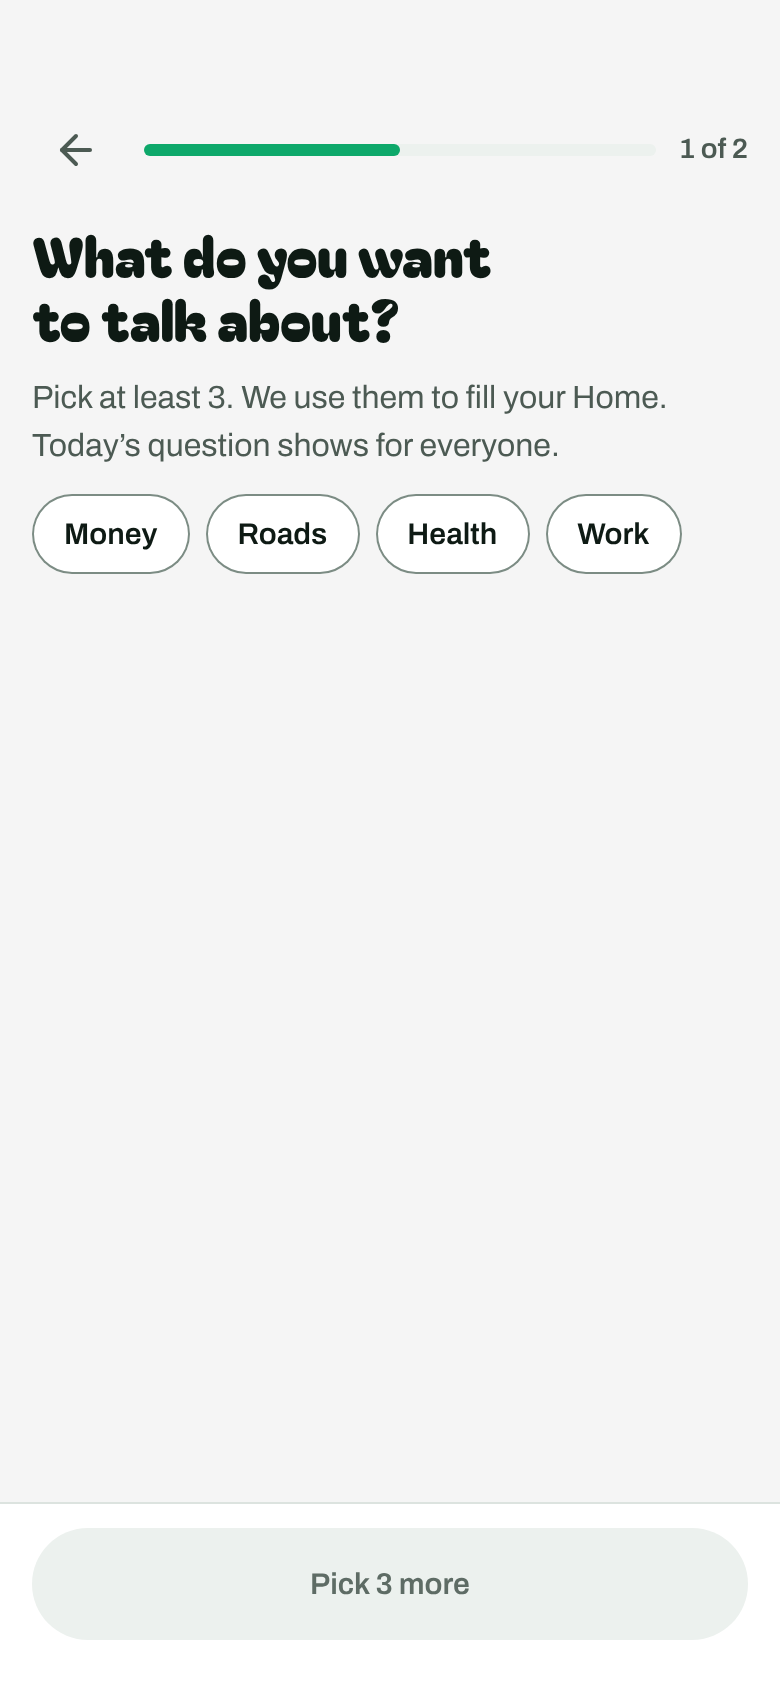 1 of 2
What do you want
to talk about?
Pick at least 3. We use them to fill your Home.
Today’s question shows for everyone.
Money Roads Health Work
Pick 3 more